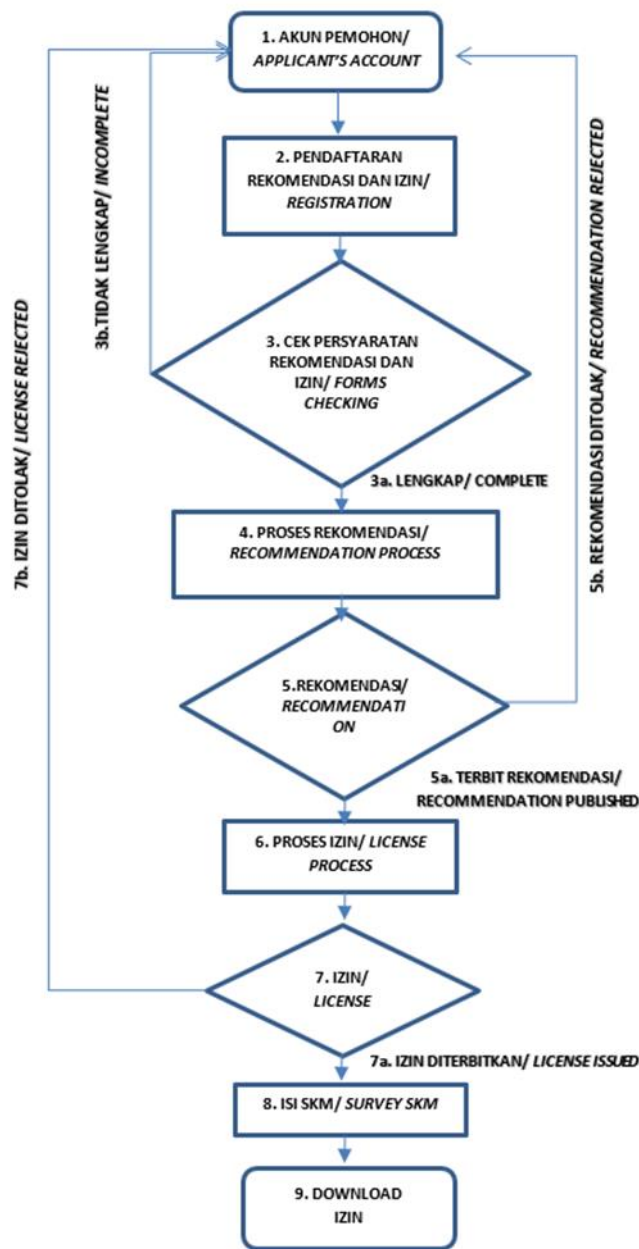 1. AKUN PEMOHON/
APPLICANT'S ACCOUNT
2. PENDAFTARAN
REKOMENDASI DAN IZIN/
REGISTRATION
3. CEK PERSYARATAN
REKOMENDASI DAN
IZIN/ FORMS
CHECKING
3b.TIDAK LENGKAP/ INCOMPLETE
3a. LENGKAP/ COMPLETE
4. PROSES REKOMENDASI/
RECOMMENDATION PROCESS
5.REKOMENDASI/
RECOMMENDATI
ON
5b. REKOMENDASI DITOLAK/ RECOMMENDATION REJECTED
5a. TERBIT REKOMENDASI/
RECOMMENDATION PUBLISHED
6. PROSES IZIN/ LICENSE
PROCESS
7. IZIN/
LICENSE
7b. IZIN DITOLAK/ LICENSE REJECTED
7a. IZIN DITERBITKAN/ LICENSE ISSUED
8. ISI SKM/ SURVEY SKM
9. DOWNLOAD
IZIN